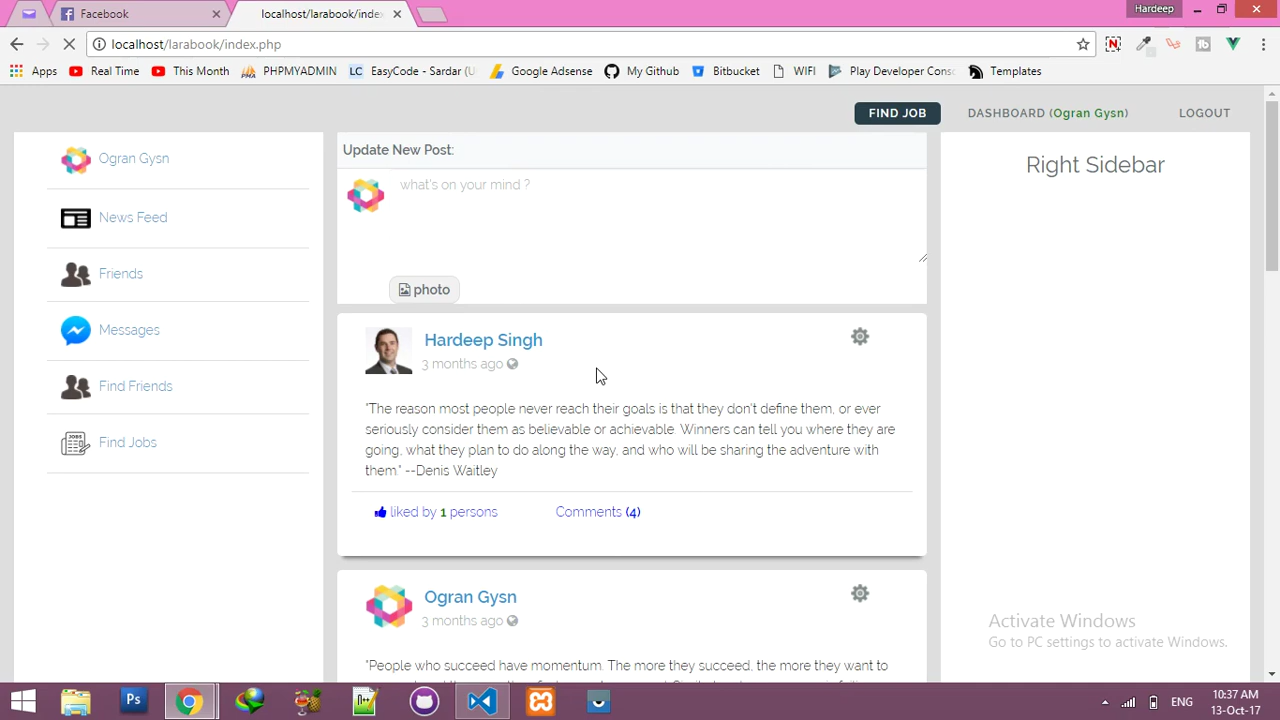 Facebook
localhost/larabook/inde
Hardeep
localhost/larabook/index.php
Apps
Real Time
This Month
PHPMYADMIN
LC EasyCode - Sardar (U
Google Adsense
My Github
Bitbucket
WIFI
Play Developer Conso
Templates
FIND JOB
DASHBOARD (Ogran Gysn)
LOGOUT
Ogran Gysn
News Feed
Friends
Messages
Find Friends
Find Jobs
Update New Post:
what's on your mind ?
photo
Hardeep Singh
3 months ago
"The reason most people never reach their goals is that they don't define them, or ever
seriously consider them as believable or achievable. Winners can tell you where they are
going, what they plan to do along the way, and who will be sharing the adventure with
them." --Denis Waitley
liked by 1 persons
Comments (4)
Ogran Gysn
3 months ago
"People who succeed have momentum. The more they succeed, the more they want to
Right Sidebar
Activate Windows
Go to PC settings to activate Windows.
Ps
ENG
10:37 AM
13-Oct-17